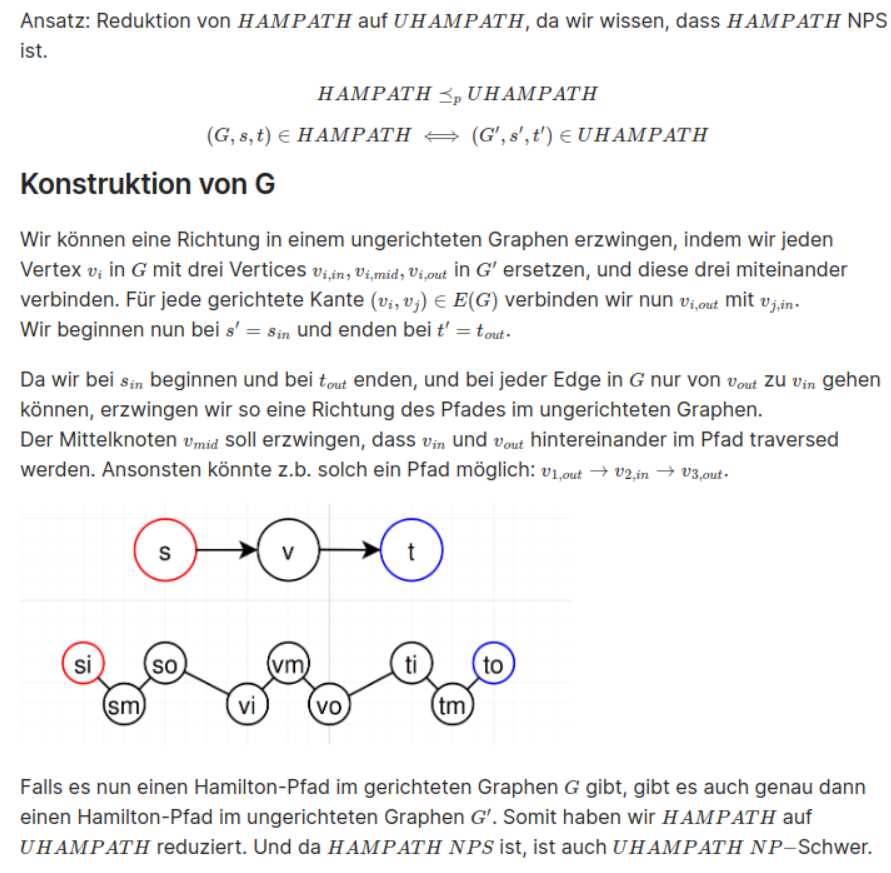 Ansatz: Reduktion von HAMPATH auf UHAMPATH, da wir wissen, dass HAMPATH NPS
ist.
HAMPATH ⪯ₚ UHAMPATH
(G, s, t) ∈ HAMPATH ⟺ (G′, s′, t′) ∈ UHAMPATH
Konstruktion von G
Wir können eine Richtung in einem ungerichteten Graphen erzwingen, indem wir jeden
Vertex v_i in G mit drei Vertices v_{i,in}, v_{i,mid}, v_{i,out} in G′ ersetzen, und diese drei miteinander
verbinden. Für jede gerichtete Kante (v_i, v_j) ∈ E(G) verbinden wir nun v_{i,out} mit v_{j,in}.
Wir beginnen nun bei s′ = s_{in} und enden bei t′ = t_{out}.
Da wir bei s_{in} beginnen und bei t_{out} enden, und bei jeder Edge in G nur von v_{out} zu v_{in} gehen
können, erzwingen wir so eine Richtung des Pfades im ungerichteten Graphen.
Der Mittelknoten v_{mid} soll erzwingen, dass v_{in} und v_{out} hintereinander im Pfad traversed
werden. Ansonsten könnte z.b. solch ein Pfad möglich: v_{1,out} → v_{2,in} → v_{3,out}.
s v t
si so vm ti to
sm vi vo tm
Falls es nun einen Hamilton-Pfad im gerichteten Graphen G gibt, gibt es auch genau dann
einen Hamilton-Pfad im ungerichteten Graphen G′. Somit haben wir HAMPATH auf
UHAMPATH reduziert. Und da HAMPATH NPS ist, ist auch UHAMPATH NP−Schwer.